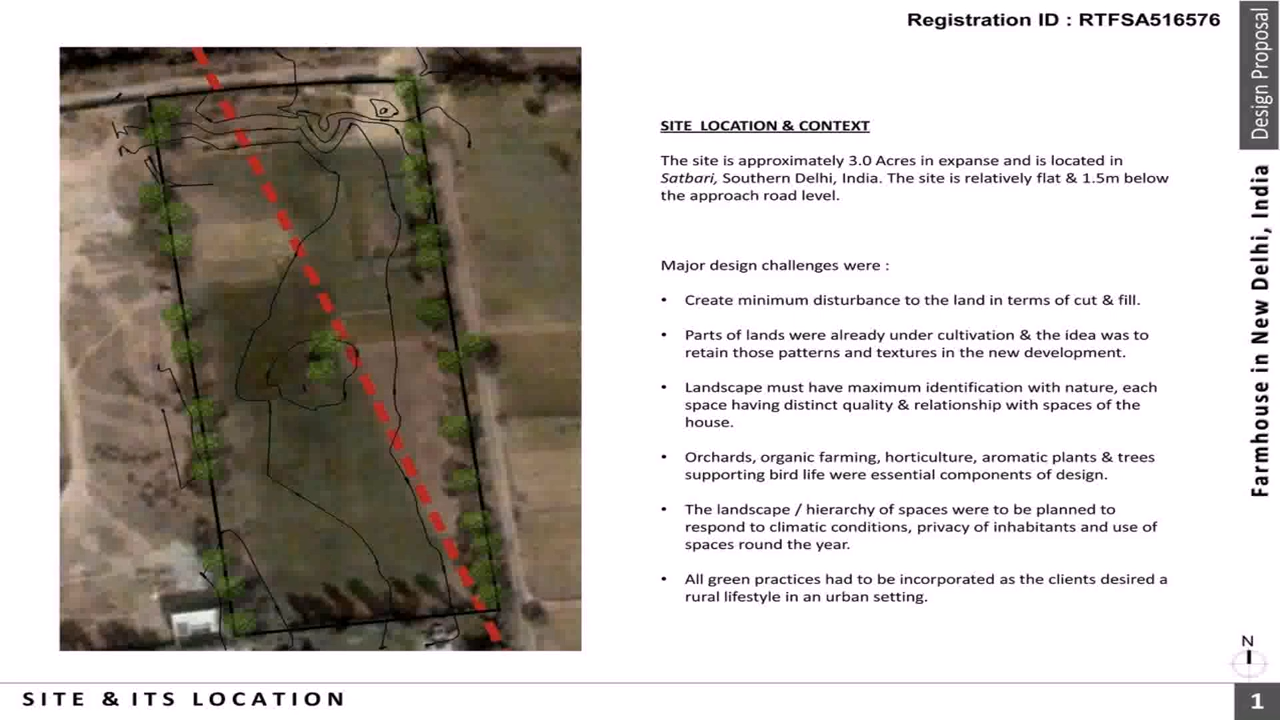 Registration ID : RTFSA516576
Design Proposal
Farmhouse in New Delhi, India
SITE LOCATION & CONTEXT
The site is approximately 3.0 Acres in expanse and is located in
Satbari, Southern Delhi, India. The site is relatively flat & 1.5m below
the approach road level.
Major design challenges were :
• Create minimum disturbance to the land in terms of cut & fill.
• Parts of lands were already under cultivation & the idea was to
retain those patterns and textures in the new development.
• Landscape must have maximum identification with nature, each
space having distinct quality & relationship with spaces of the
house.
• Orchards, organic farming, horticulture, aromatic plants & trees
supporting bird life were essential components of design.
• The landscape / hierarchy of spaces were to be planned to
respond to climatic conditions, privacy of inhabitants and use of
spaces round the year.
• All green practices had to be incorporated as the clients desired a
rural lifestyle in an urban setting.
N
SITE & ITS LOCATION
1